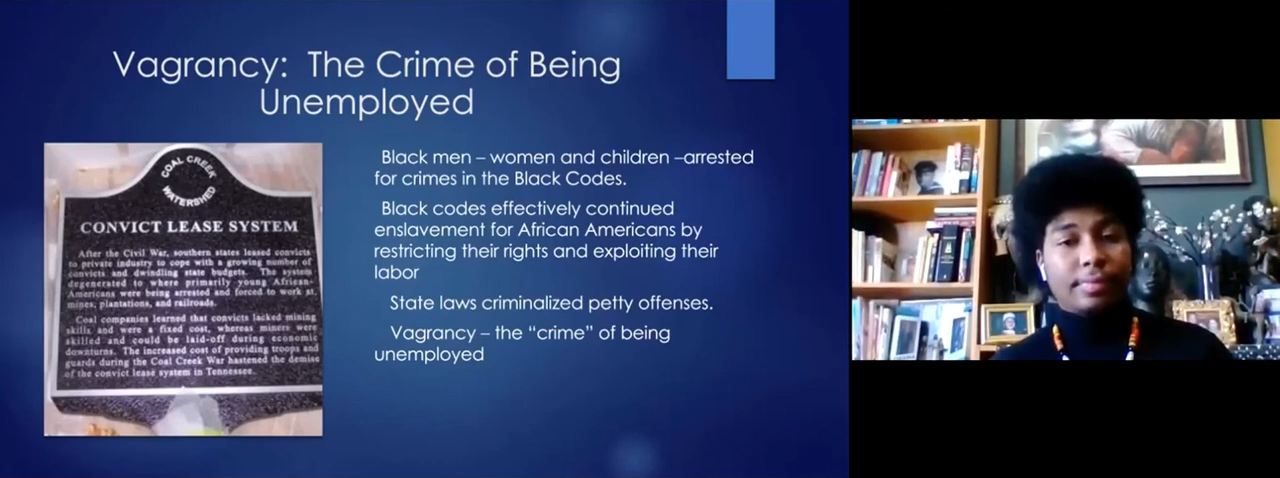 Vagrancy: The Crime of Being
Unemployed
COAL CREEK
WATERSHED
CONVICT LEASE SYSTEM
After the Civil War, southern states leased convicts
to private industry to cope with a growing number of
convicts and dwindling state budgets. The system
degenerated to where primarily young African-
Americans were being arrested and forced to work at
mines, plantations, and railroads.
Coal companies learned that convicts lacked mining
skills and were a fixed cost, whereas miners were
skilled and could be laid-off during economic
downturns. The increased cost of providing troops and
guards during the Coal Creek War hastened the demise
of the convict lease system in Tennessee.
Black men – women and children –arrested
for crimes in the Black Codes.
Black codes effectively continued
enslavement for African Americans by
restricting their rights and exploiting their
labor
State laws criminalized petty offenses.
Vagrancy – the “crime” of being
unemployed